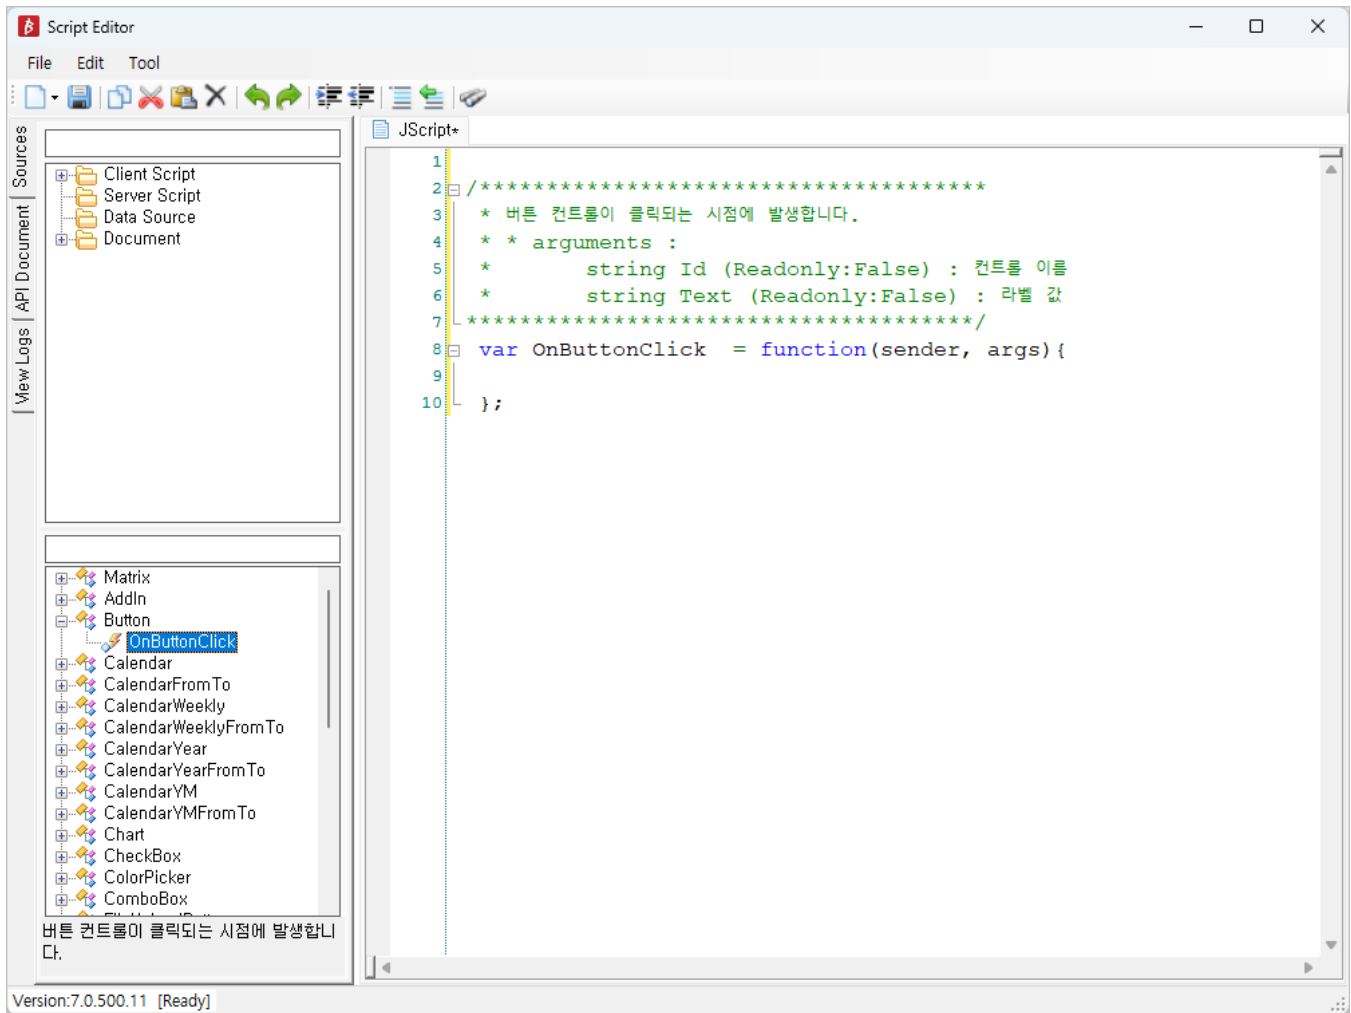 Script Editor
File Edit Tool
Sources
API Document
View Logs
Client Script
Server Script
Data Source
Document
JScript*
1
2 /**************************************
3 * 버튼 컨트롤이 클릭되는 시점에 발생합니다.
4 * * arguments :
5 * string Id (Readonly:False) : 컨트롤 이름
6 * string Text (Readonly:False) : 라벨 값
7 **************************************/
8 var OnButtonClick = function(sender, args){
9
10 };
Matrix
AddIn
Button
OnButtonClick
Calendar
CalendarFromTo
CalendarWeekly
CalendarWeeklyFromTo
CalendarYear
CalendarYearFromTo
CalendarYM
CalendarYMFromTo
Chart
CheckBox
ColorPicker
ComboBox
버튼 컨트롤이 클릭되는 시점에 발생합니
다.
Version:7.0.500.11 [Ready]